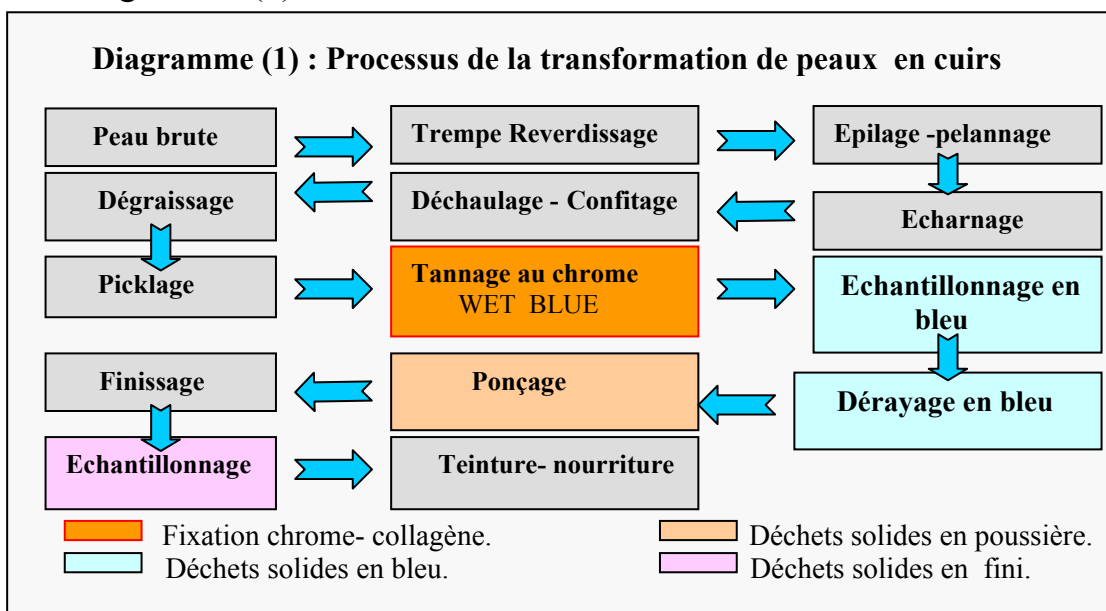 Diagramme (1) : Processus de la transformation de peaux en cuirs
Peau brute
Trempe Reverdissage
Epilage -pelannage
Dégraissage
Déchaulage - Confitage
Echarnage
Picklage
Tannage au chrome
WET BLUE
Echantillonnage en
bleu
Finissage
Ponçage
Dérayage en bleu
Echantillonnage
Teinture- nourriture
Fixation chrome- collagène.
Déchets solides en poussière.
Déchets solides en bleu.
Déchets solides en fini.